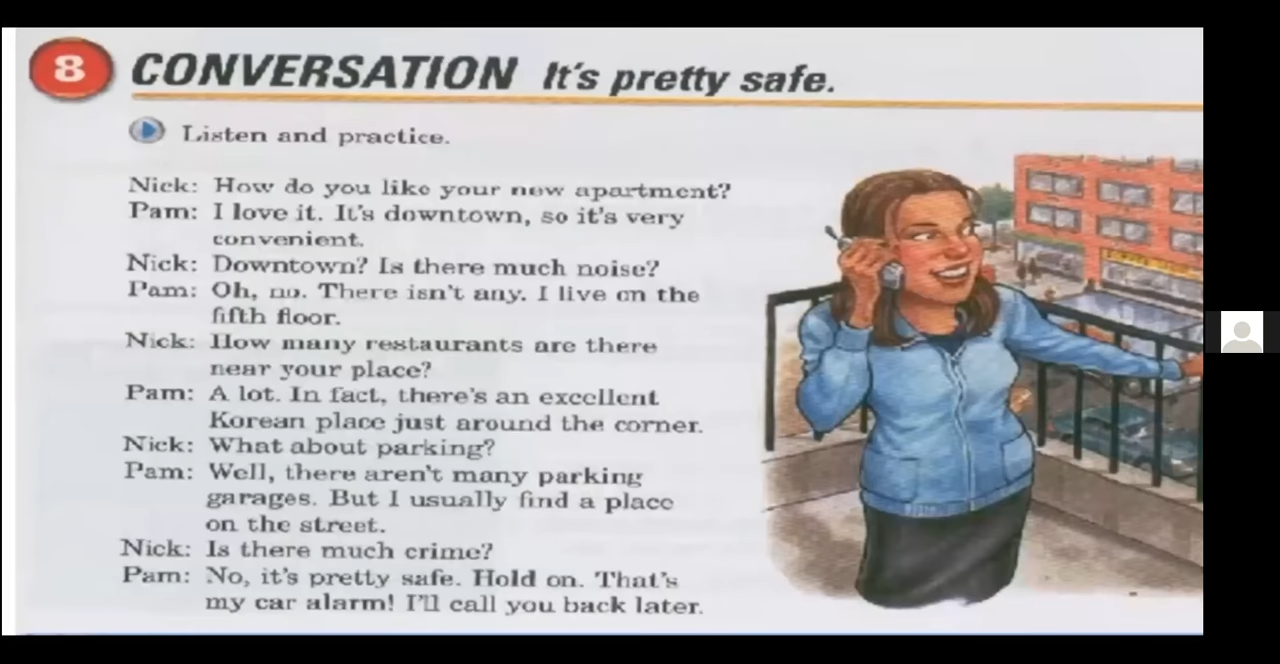 8 CONVERSATION It's pretty safe.
Listen and practice.
Nick: How do you like your new apartment?
Pam: I love it. It's downtown, so it's very
convenient.
Nick: Downtown? Is there much noise?
Pam: Oh, no. There isn't any. I live on the
fifth floor.
Nick: How many restaurants are there
near your place?
Pam: A lot. In fact, there's an excellent
Korean place just around the corner.
Nick: What about parking?
Pam: Well, there aren't many parking
garages. But I usually find a place
on the street.
Nick: Is there much crime?
Pam: No, it's pretty safe. Hold on. That's
my car alarm! I'll call you back later.